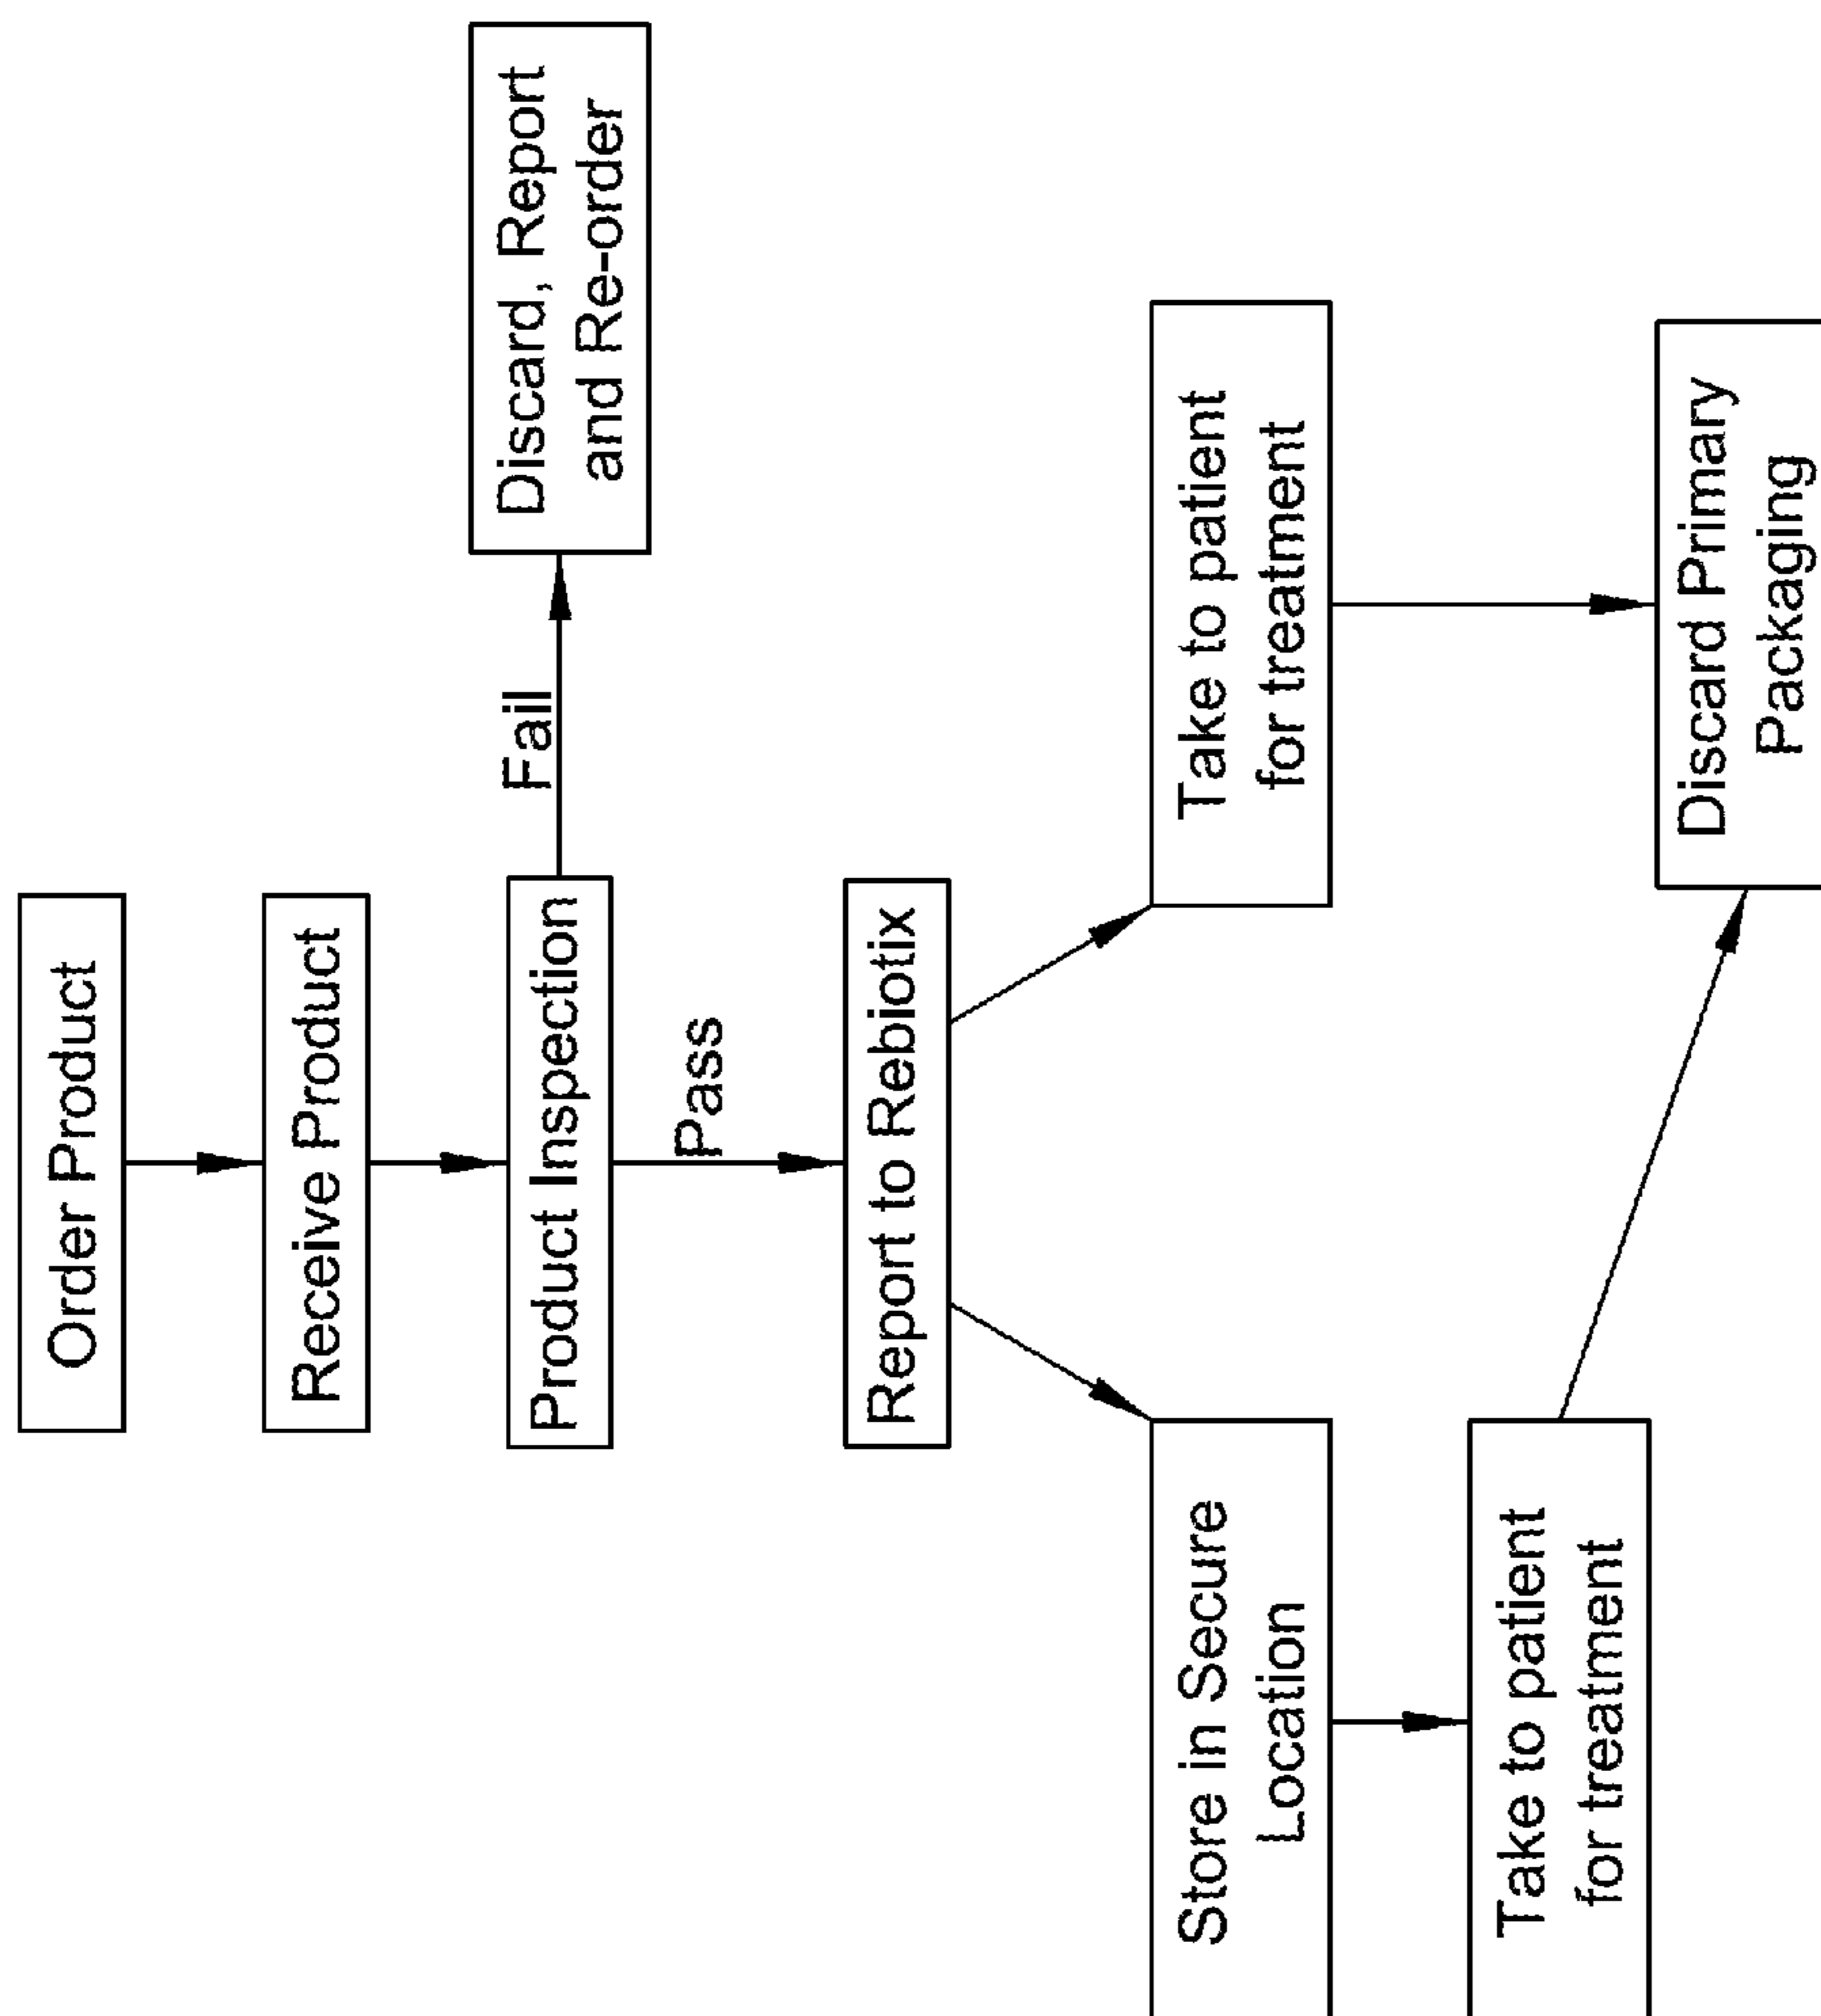 Order Product
Receive Product
Product Inspection
Fail
Discard, Report
and Re-order
Pass
Report to Rebiotix
Store in Secure
Location
Take to patient
for treatment
Take to patient
for treatment
Discard Primary
Packaging